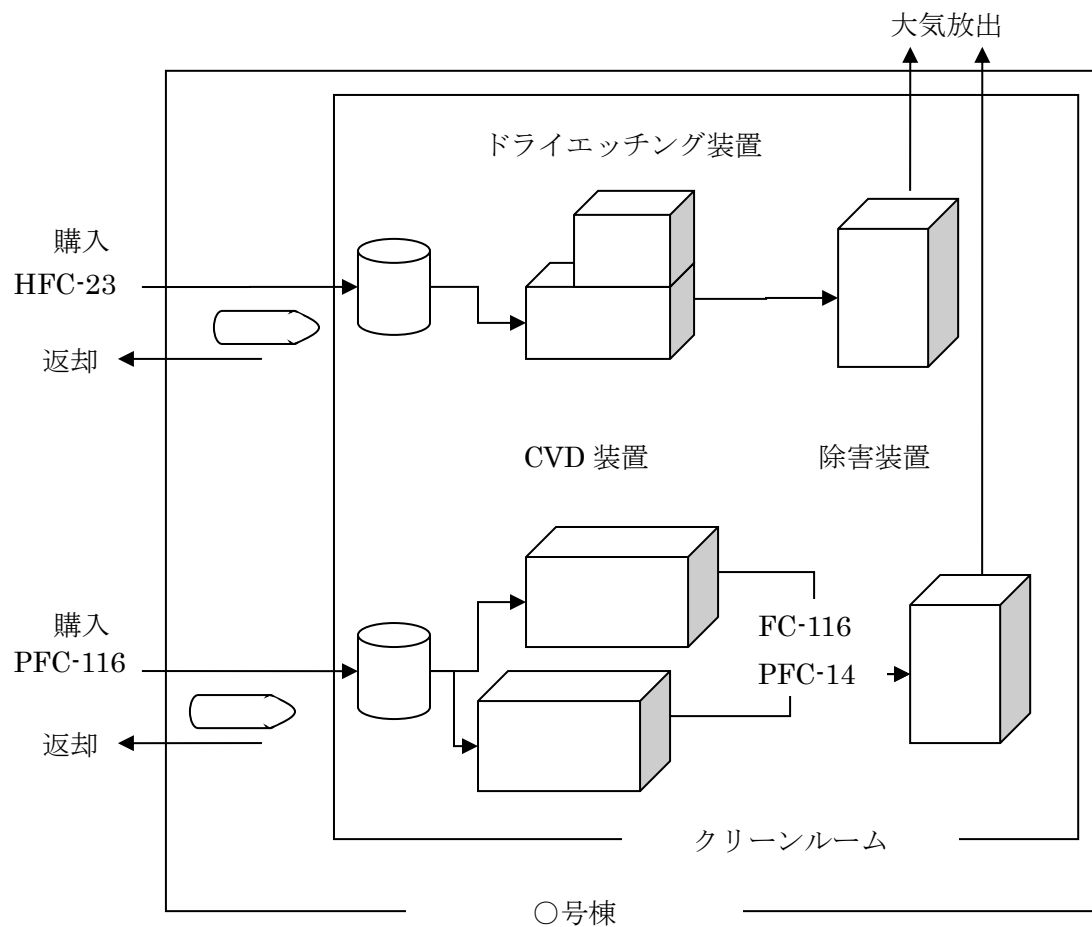 大気放出
ドライエッチング装置
購入
HFC-23
返却
CVD 装置
除害装置
購入
PFC-116
FC-116
PFC-14
返却
クリーンルーム
○号棟